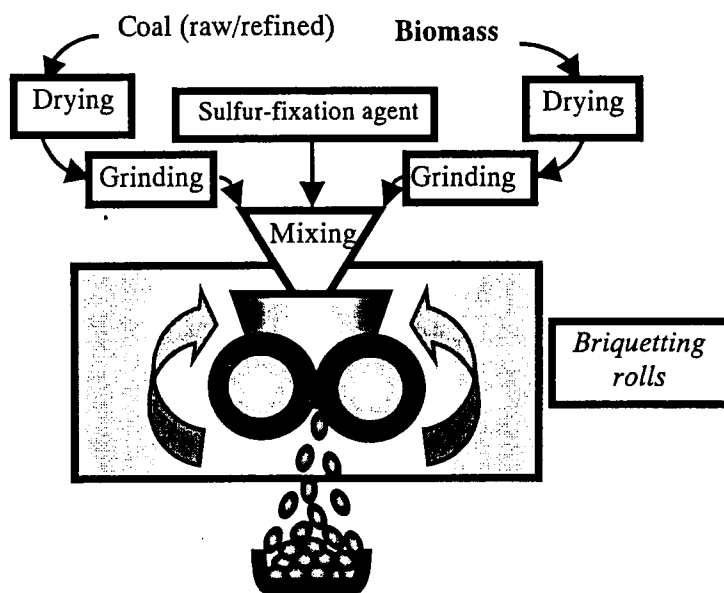 Coal (raw/refined)
Biomass
Drying
Sulfur-fixation agent
Drying
Grinding
Grinding
Mixing
Briquetting
rolls